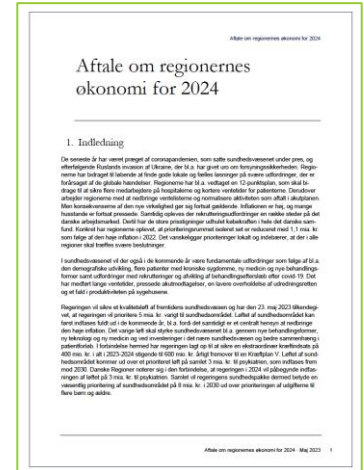 Aftale om regionernes økonomi for 2024
Aftale om regionernes
økonomi for 2024
1. Indledning
De seneste år har været præget af coronapandemien, som satte sundhedsvæsenet under pres, og
efterfølgende Ruslands invasion af Ukraine, der bl.a. har givet uro om forsyningssikkerheden. Regio-
nerne har bidraget til løbende at finde gode lokale og fælles løsninger på svære udfordringer, der er
forårsaget af de globale hændelser. Regionerne har bl.a. vedtaget en 12-punktsplan, som skal bi-
drage til at sikre flere medarbejdere på hospitalerne og kortere ventetider for patienterne. Derudover
arbejder regionerne med at nedbringe ventelisterne og normalisere aktiviteten som aftalt i akutplanen.
Men konsekvenserne af den nye virkelighed gør sig fortsat gældende. Inflationen er høj, og mange
husstande er fortsat pressede. Samtidig opleves der rekrutteringsudfordringer en række steder på det
danske arbejdsmarked. Dertil har de store prisstigninger udhulet købekraften i hele det danske sam-
fund. Konkret har regionerne oplevet, at prioriteringsrummet isoleret set er reduceret med 1,1 mia. kr.
som følge af den høje inflation i 2022. Det vanskeliggør prioriteringer lokalt og indebærer, at der i alle
regioner skal træffes svære beslutninger.
I sundhedsvæsenet vil der også i de kommende år være fundamentale udfordringer som følge af bl.a.
den demografiske udvikling, flere patienter med kroniske sygdomme, ny medicin og nye behandlings-
former samt udfordringer med rekruttering og afvikling af behandlingsefterslæb efter covid-19. Det
har medført lange ventetider, pressede akutmodtagelser, en lavere overholdelse af udredningsretten
og et fald i produktiviteten på sygehusene.
Regeringen vil sikre et kvalitetsløft af fremtidens sundhedsvæsen og har den 23. maj 2023 tilkendegi-
vet, at regeringen vil prioritere 5 mia. kr. varigt til sundhedsområdet. Løftet af sundhedsområdet kan
først indfases fuldt ud i de kommende år, bl.a. fordi det samtidigt er et centralt hensyn at nedbringe
den høje inflation. Det varige løft skal styrke sundhedsvæsenet bl.a. gennem nye behandlingsformer,
ny teknologi og ny medicin og ved investeringer i det nære sundhedsvæsen og bedre sammenhæng i
patientforløb. I forbindelse hermed har regeringen lagt op til at sikre en ekstraordinær kræftindsats på
400 mio. kr. i alt i 2023-2024 stigende til 600 mio. kr. årligt fremover til en Kræftplan V. Løftet af sund-
hedsområdet kommer ud over et prioriteret løft på samlet 3 mia. kr. til psykiatrien, som indfases frem
mod 2030. Danske Regioner noterer sig i den forbindelse, at regeringen i 2024 vil påbegynde indfas-
ningen af løftet på 3 mia. kr. til psykiatrien. Samlet vil regeringens sundhedspakke dermed betyde en
væsentlig prioritering af sundhedsområdet på 8 mia. kr. i 2030 ud over prioriteringen af udgifterne til
flere børn og ældre.
Aftale om regionernes økonomi for 2024 · Maj 2023 1